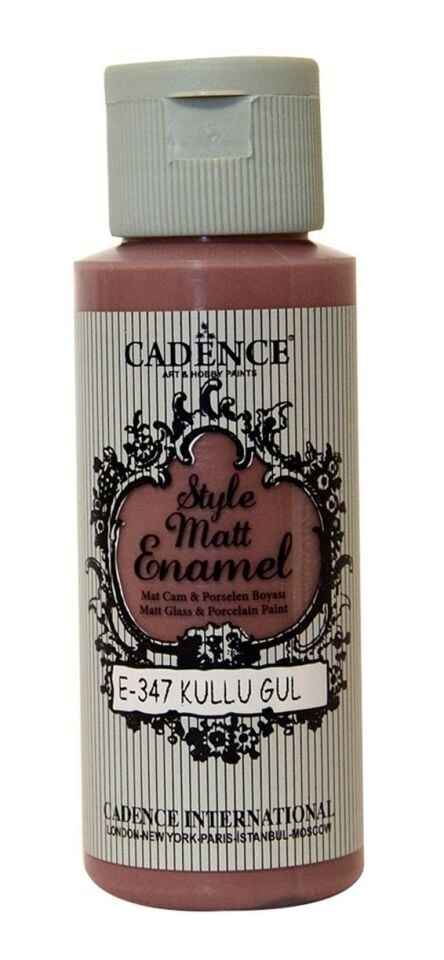 CADENCE®
ART & HOBBY PAINTS
Style
Matt
Enamel
Mat Cam & Porselen Boyası
Matt Glass & Porcelain Paint
E-347 KULLU GUL
CADENCE INTERNATIONAL
LONDON-NEW YORK-PARIS-İSTANBUL-MOSCOW